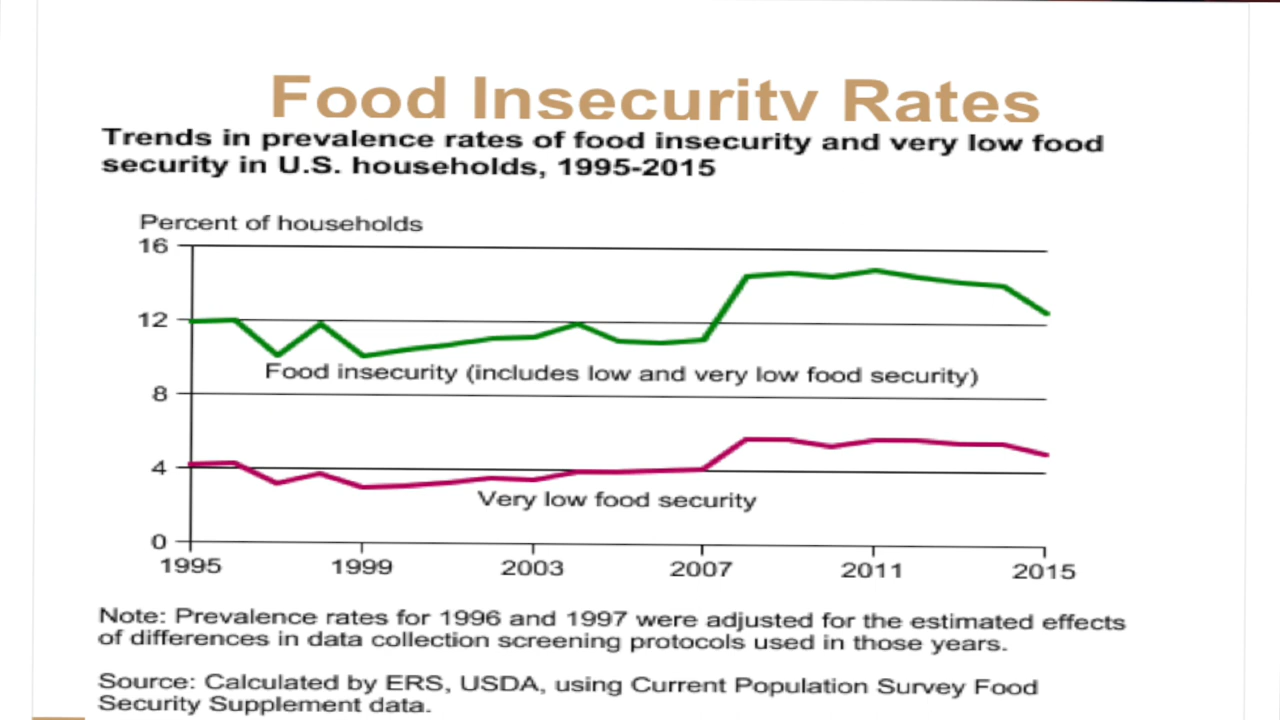 Food Insecurity Rates
Trends in prevalence rates of food insecurity and very low food
security in U.S. households, 1995-2015
Percent of households
16
12
Food insecurity (includes low and very low food security)
8
4
Very low food security
0
1995 1999 2003 2007 2011 2015
Note: Prevalence rates for 1996 and 1997 were adjusted for the estimated effects
of differences in data collection screening protocols used in those years.
Source: Calculated by ERS, USDA, using Current Population Survey Food
Security Supplement data.